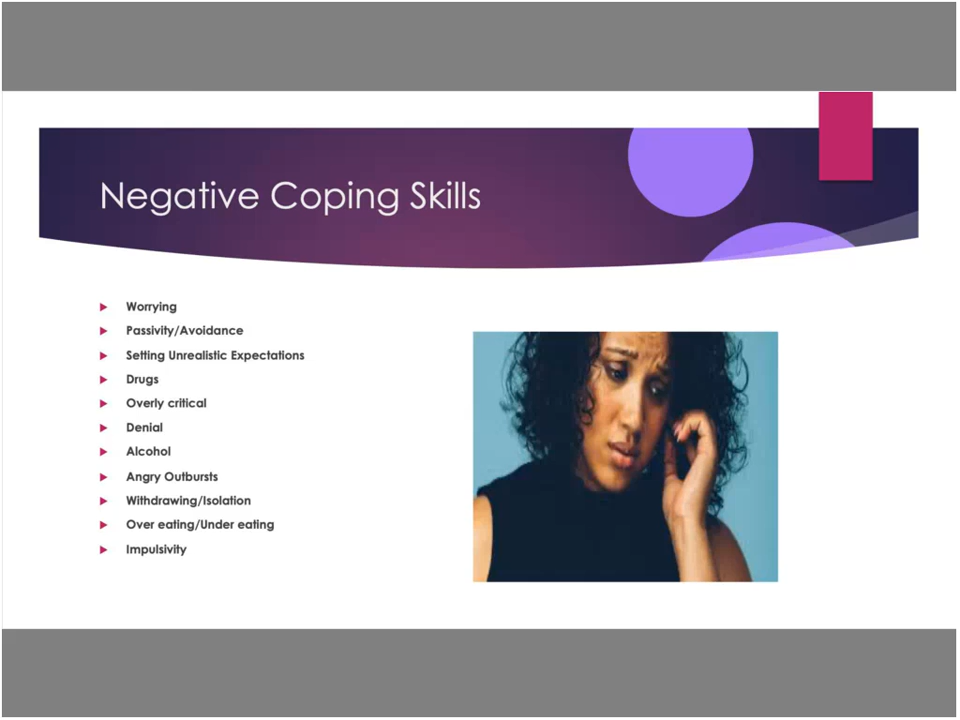 Negative Coping Skills
Worrying
Passivity/Avoidance
Setting Unrealistic Expectations
Drugs
Overly critical
Denial
Alcohol
Angry Outbursts
Withdrawing/Isolation
Over eating/Under eating
Impulsivity